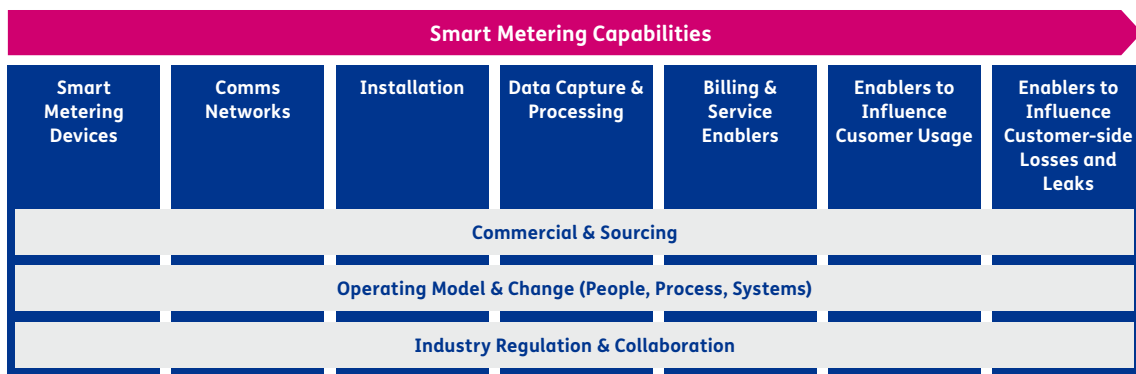 Smart Metering Capabilities
Smart
Metering
Devices
Comms
Networks
Installation
Data Capture &
Processing
Billing &
Service
Enablers
Enablers to
Influence
Cusomer Usage
Enablers to
Influence
Customer-side
Losses and
Leaks
Commercial & Sourcing
Operating Model & Change (People, Process, Systems)
Industry Regulation & Collaboration